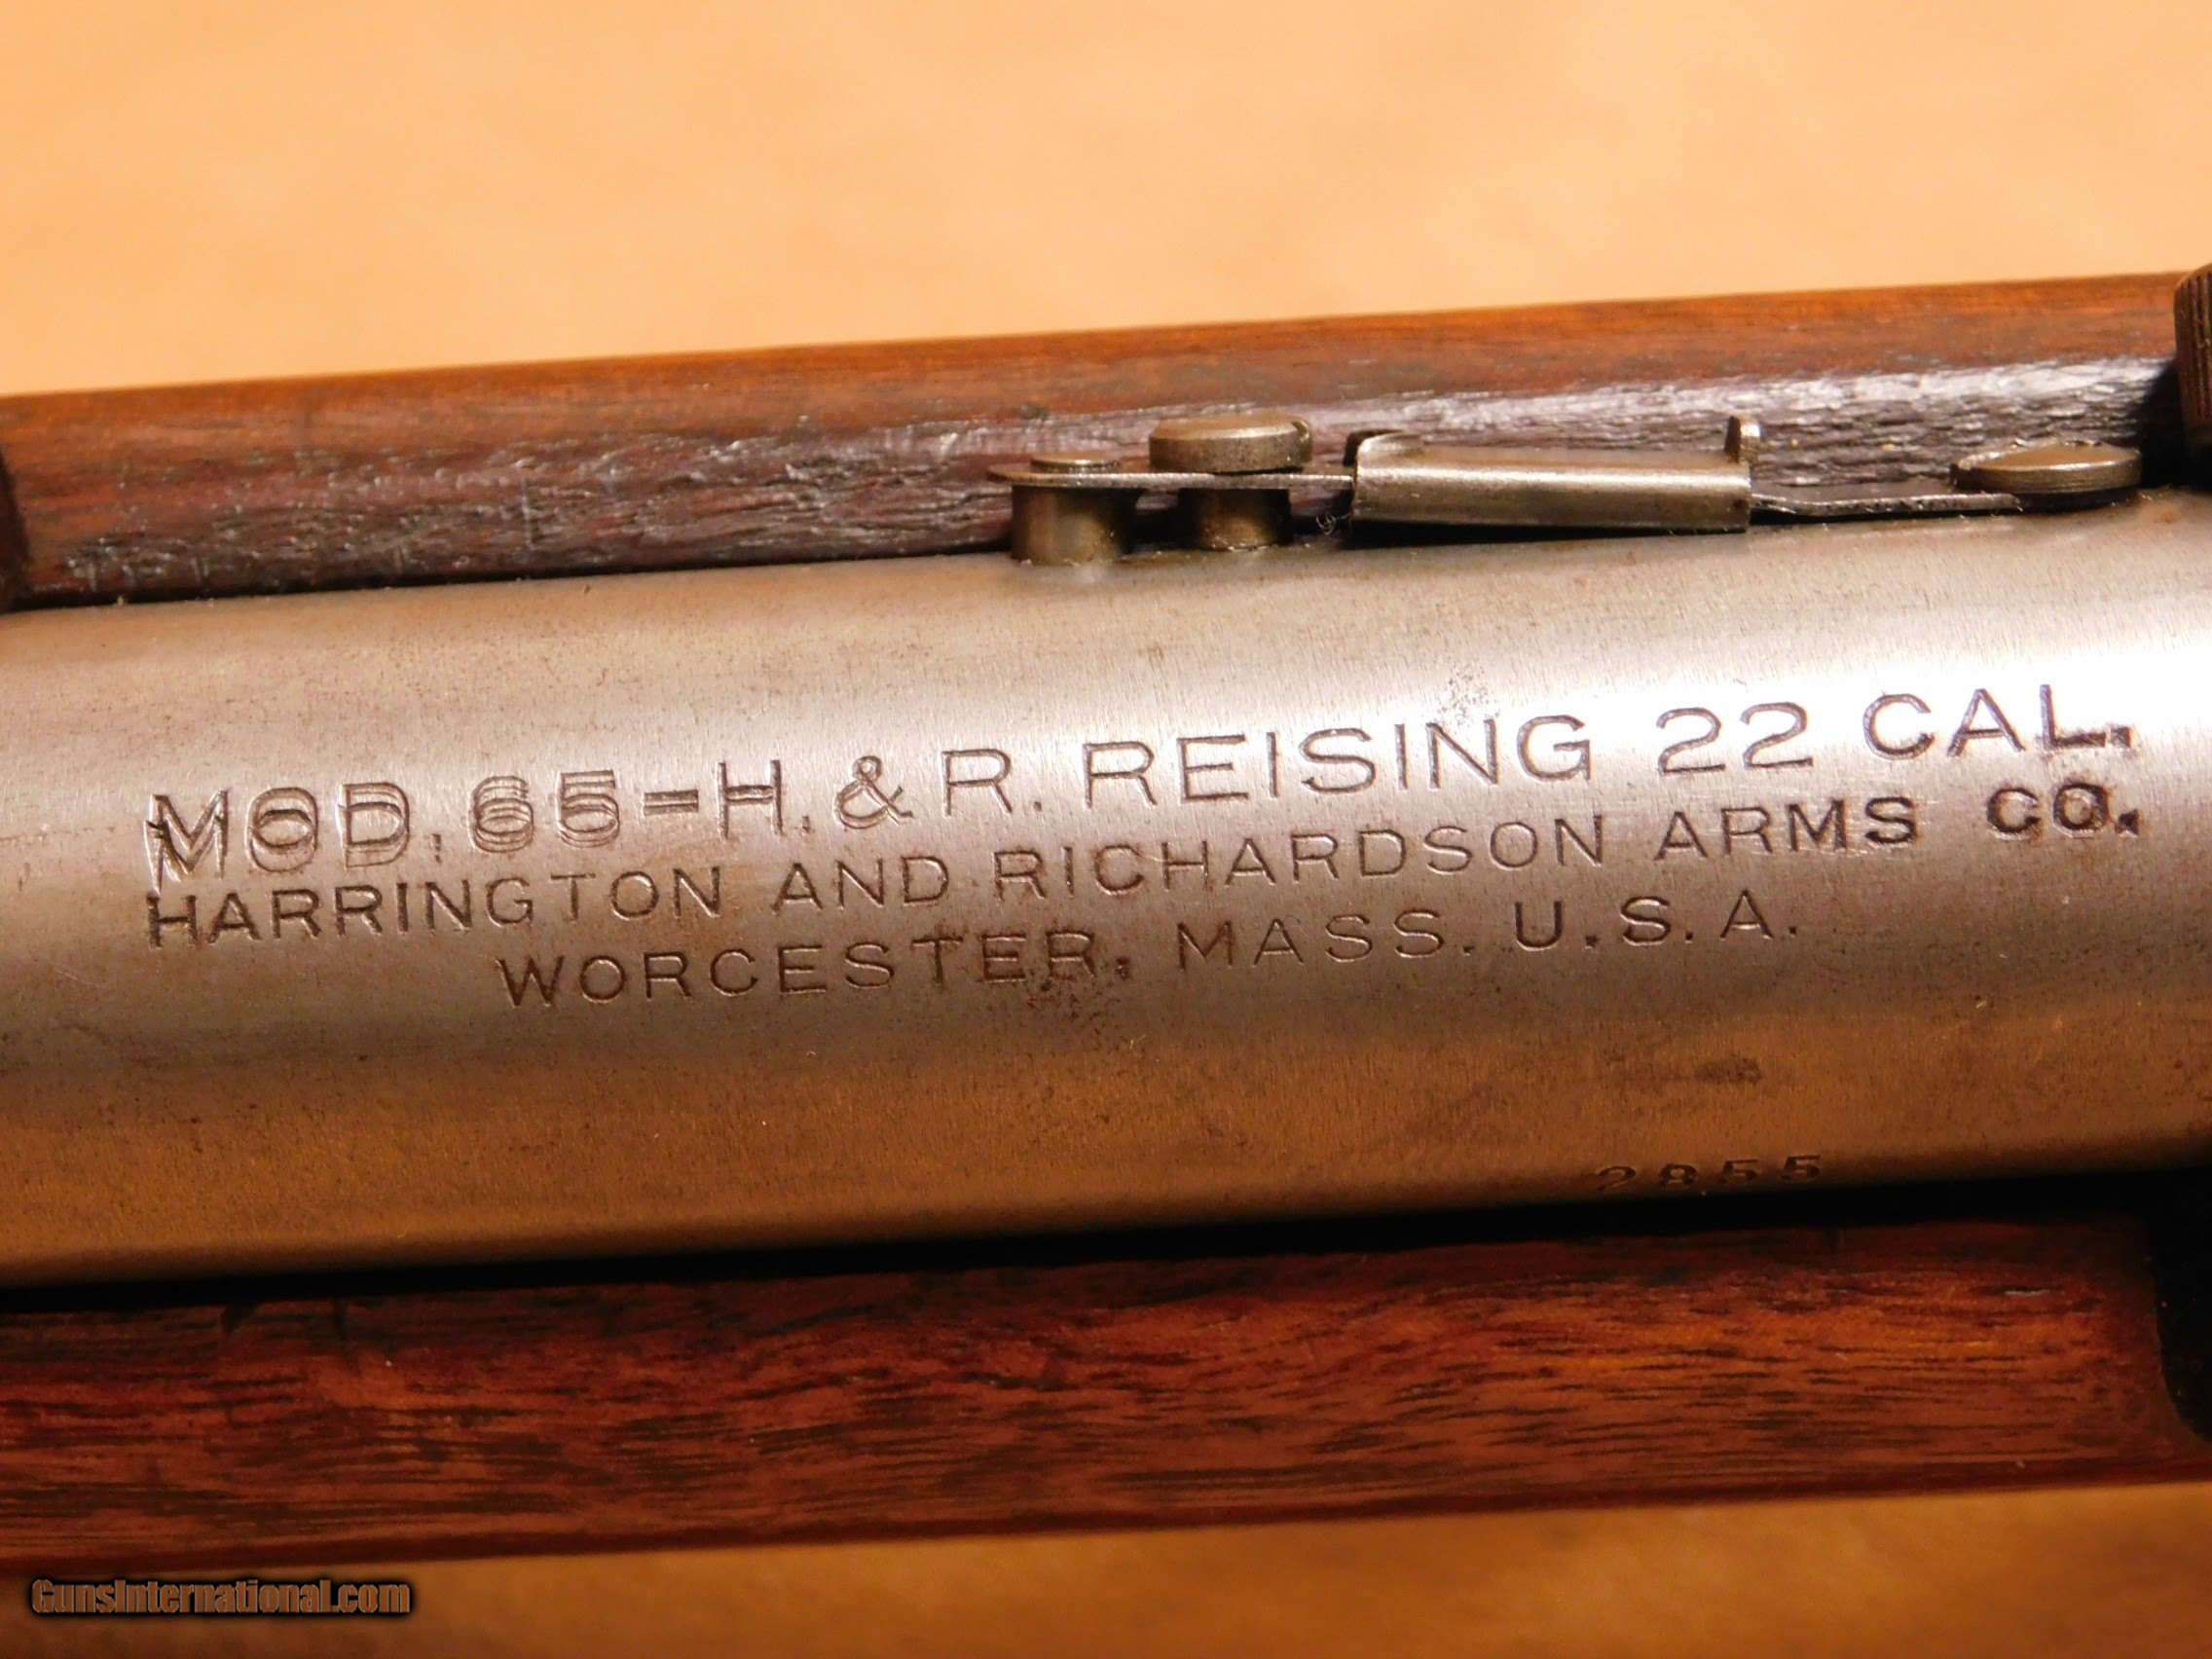 MOD. 65-H. & R. REISING 22 CAL.
HARRINGTON AND RICHARDSON ARMS CO.
WORCESTER, MASS. U.S.A.
2855
GunsInternational.com